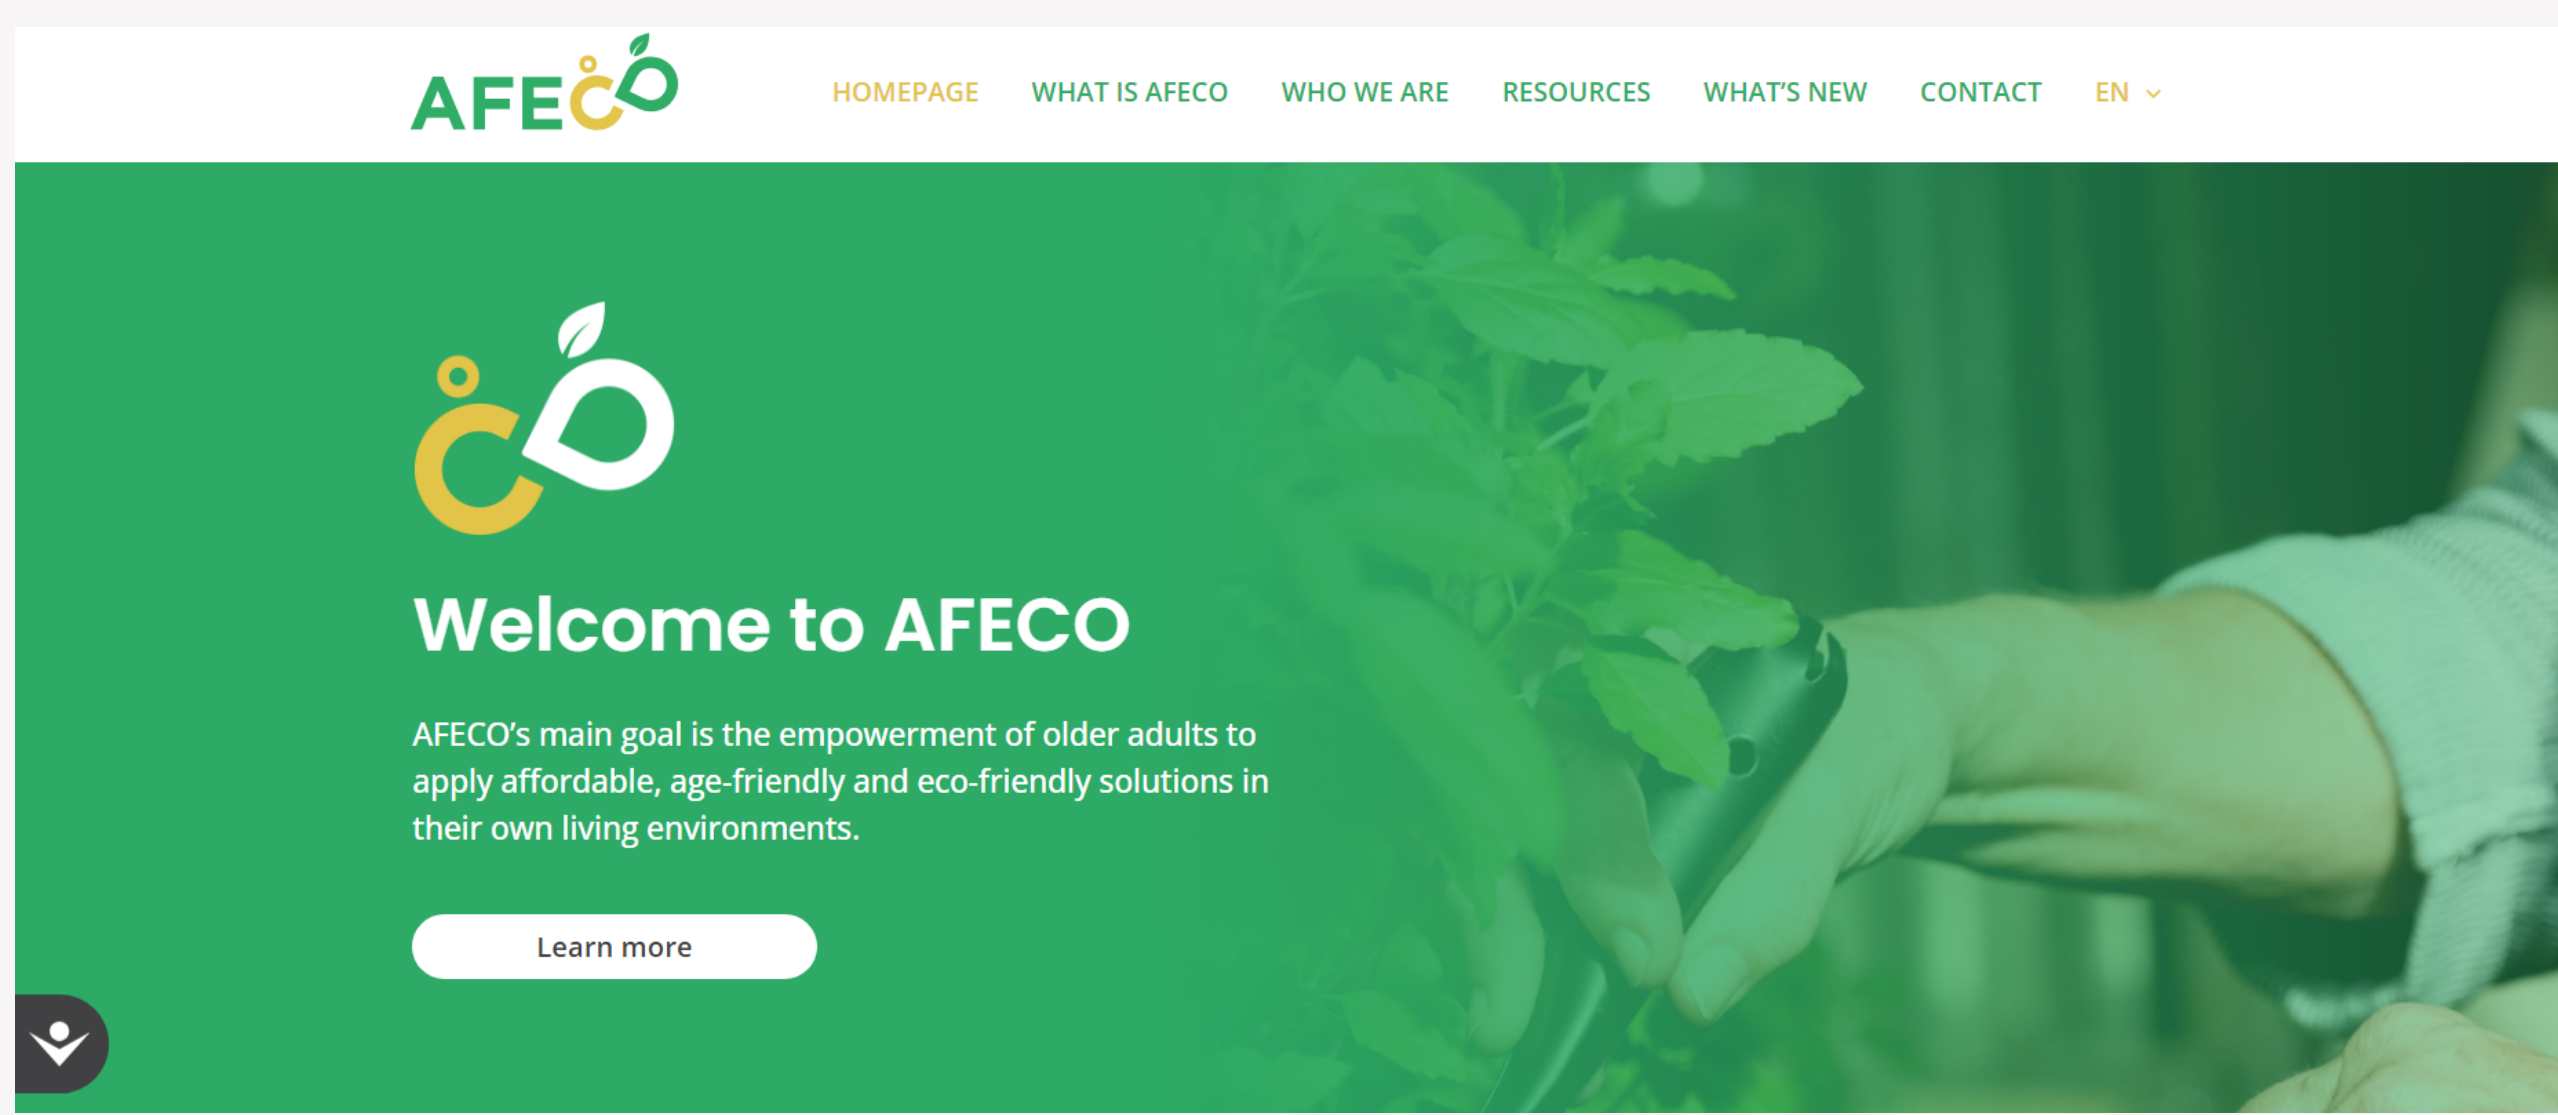 AFECO
HOMEPAGE
WHAT IS AFECO
WHO WE ARE
RESOURCES
WHAT'S NEW
CONTACT
EN
Welcome to AFECO
AFECO’s main goal is the empowerment of older adults to
apply affordable, age-friendly and eco-friendly solutions in
their own living environments.
Learn more